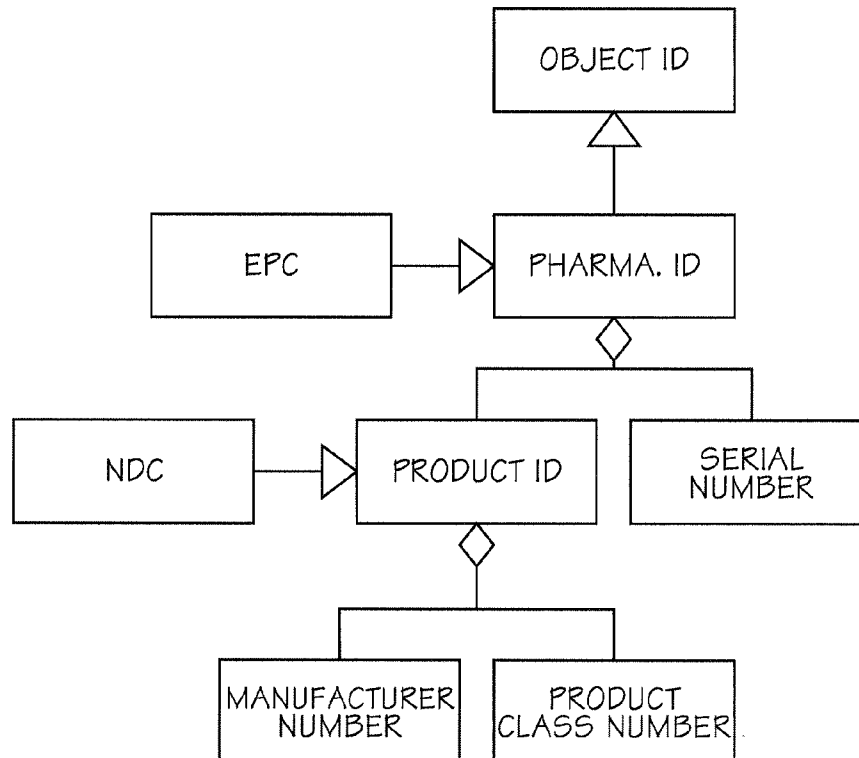 OBJECT ID
EPC
PHARMA. ID
NDC
PRODUCT ID
SERIAL
NUMBER
MANUFACTURER
NUMBER
PRODUCT
CLASS NUMBER